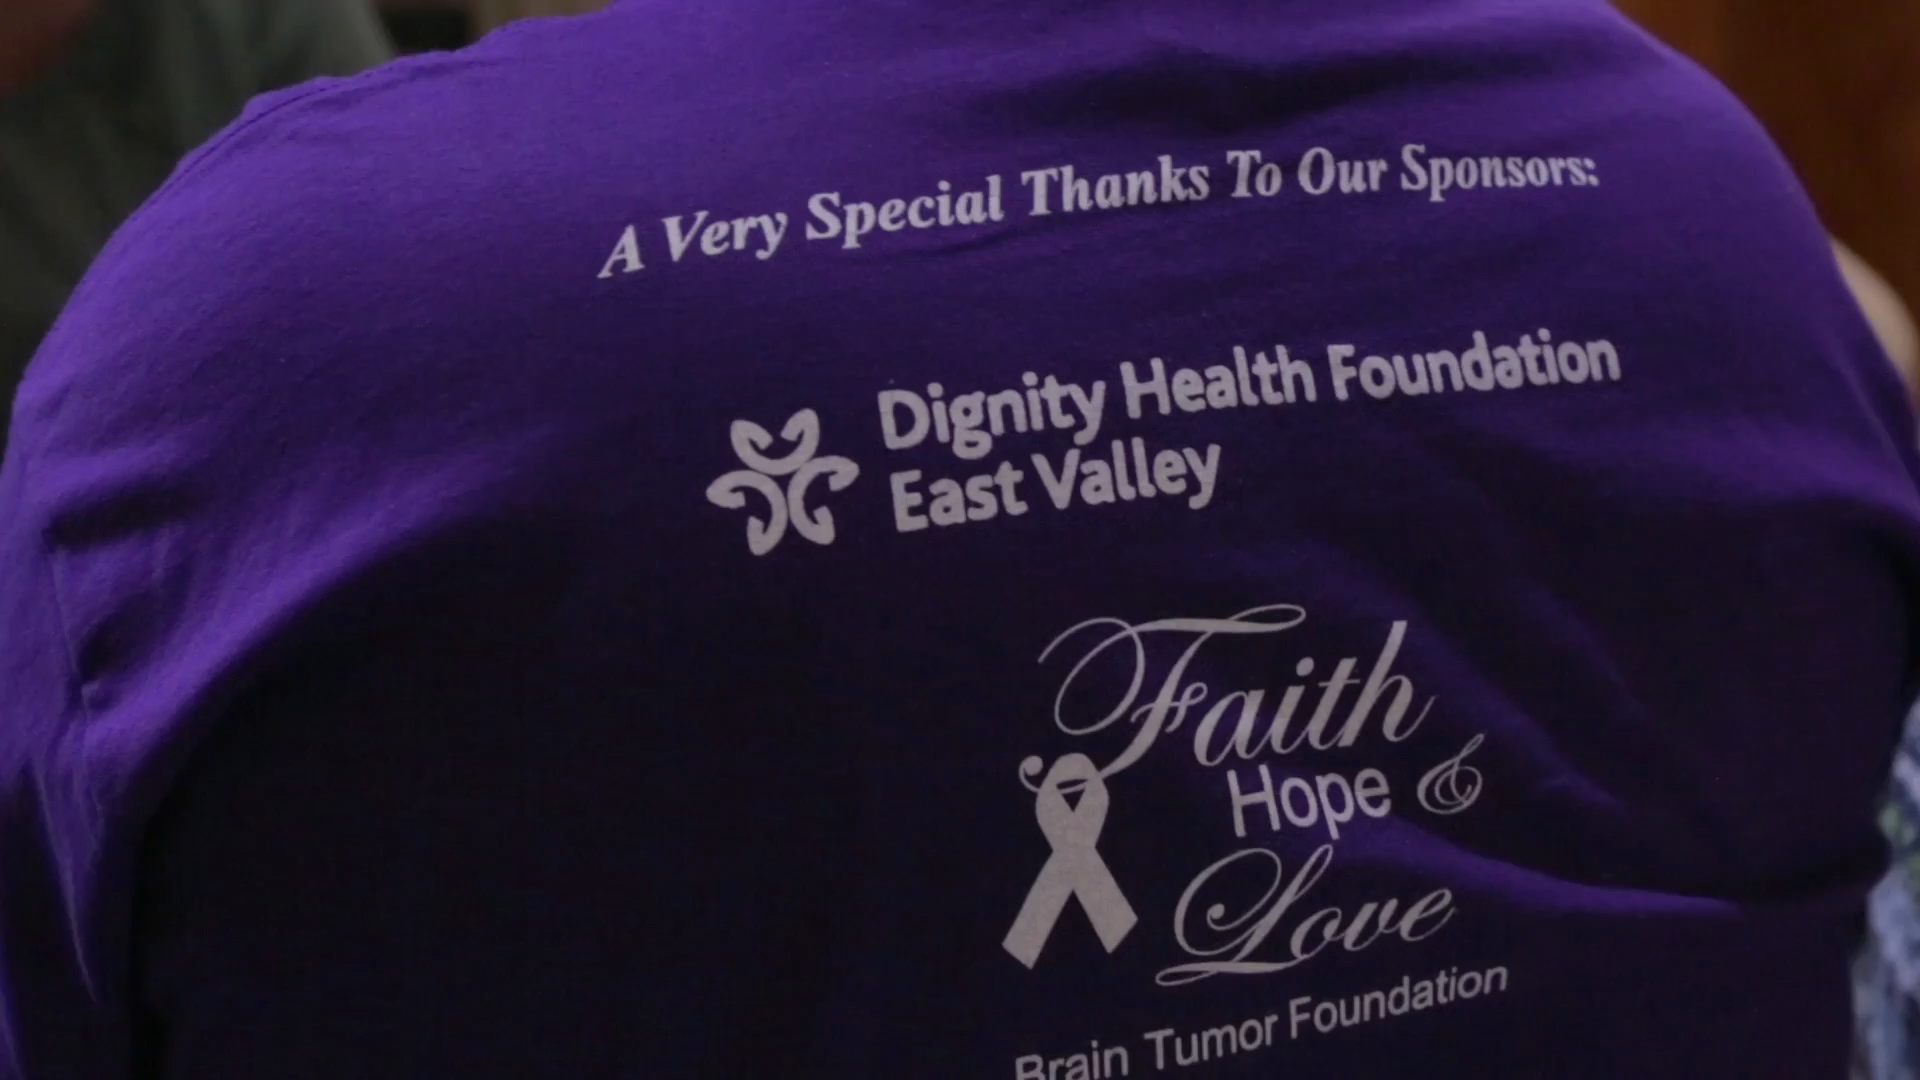 A Very Special Thanks To Our Sponsors:
Dignity Health Foundation
East Valley
Faith
Hope &
Love
Brain Tumor Foundation